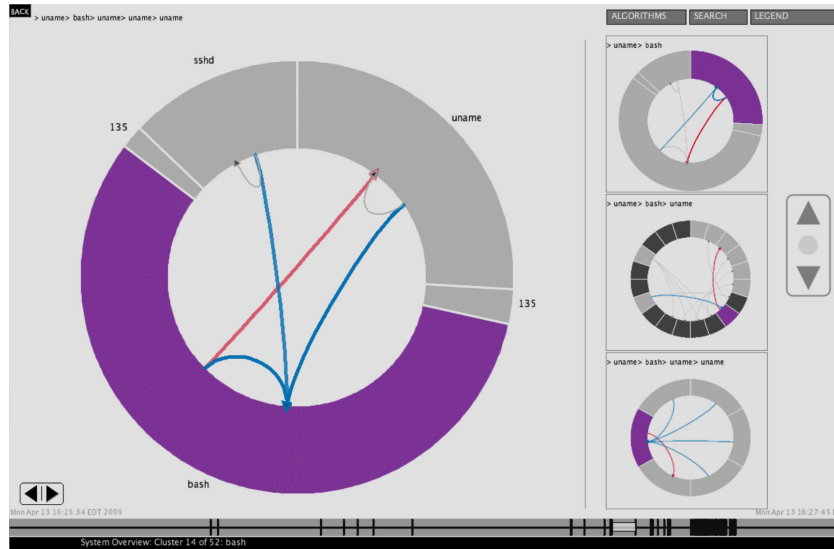 BACK
> uname> bash> uname> uname> uname
ALGORITHMS
SEARCH
LEGEND
> uname> bash
sshd
135
uname
> uname> bash> uname
135
> uname> bash> uname> uname
bash
Mon Apr 13 16:25:34 EDT 2009
Mon Apr 13 16:27:45 E
System Overview: Cluster 14 of 52: bash